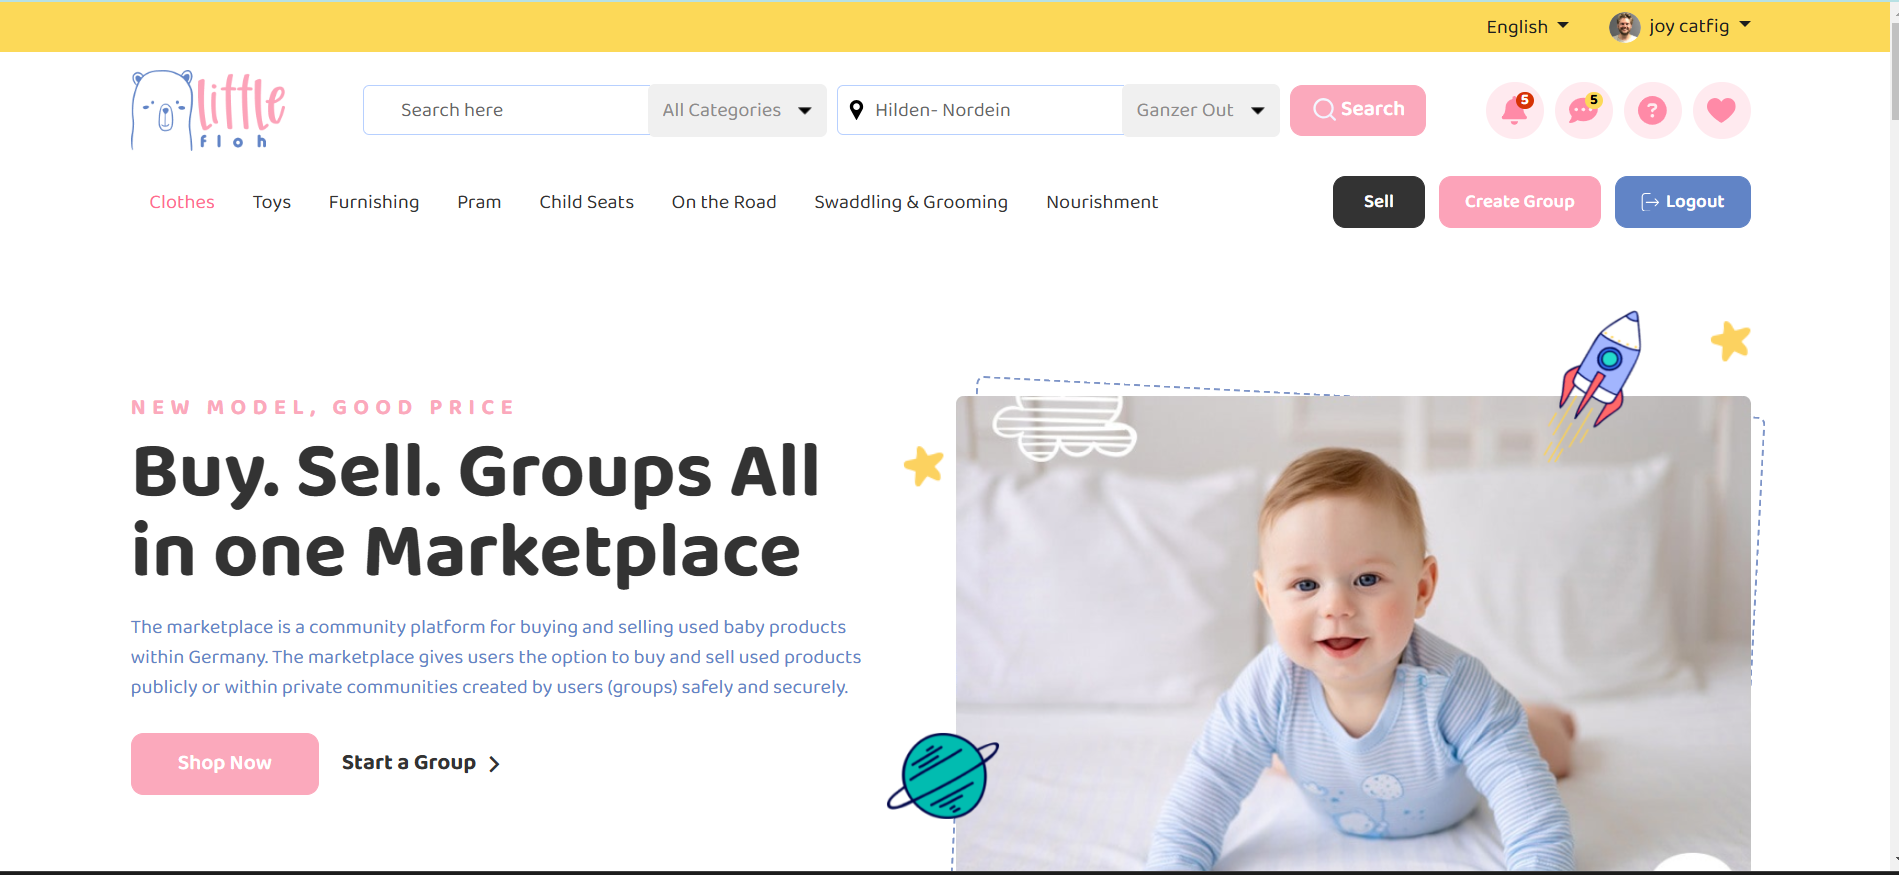 English
joy catfig
little
floh
Search here
All Categories
Hilden- Nordein
Ganzer Out
Search
5
5
?
Clothes
Toys
Furnishing
Pram
Child Seats
On the Road
Swaddling & Grooming
Nourishment
Sell
Create Group
Logout
NEW MODEL, GOOD PRICE
Buy. Sell. Groups All
in one Marketplace
The marketplace is a community platform for buying and selling used baby products
within Germany. The marketplace gives users the option to buy and sell used products
publicly or within private communities created by users (groups) safely and securely.
Shop Now
Start a Group